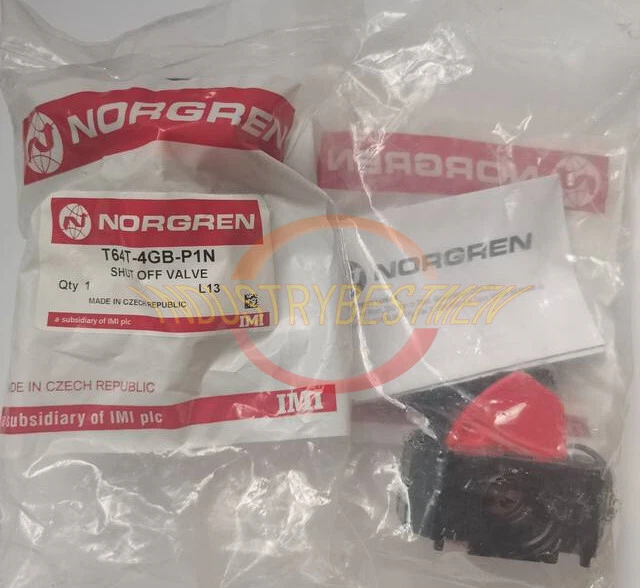 NORGREN
NORGREN
NORGREN
T64T-4GB-P1N
SHUT OFF VALVE
Qty 1 L13
MADE IN CZECH REPUBLIC
a subsidiary of IMI plc IMI
NORGREN
INDUSTRYBESTMEN
MADE IN CZECH REPUBLIC
a subsidiary of IMI plc IMI